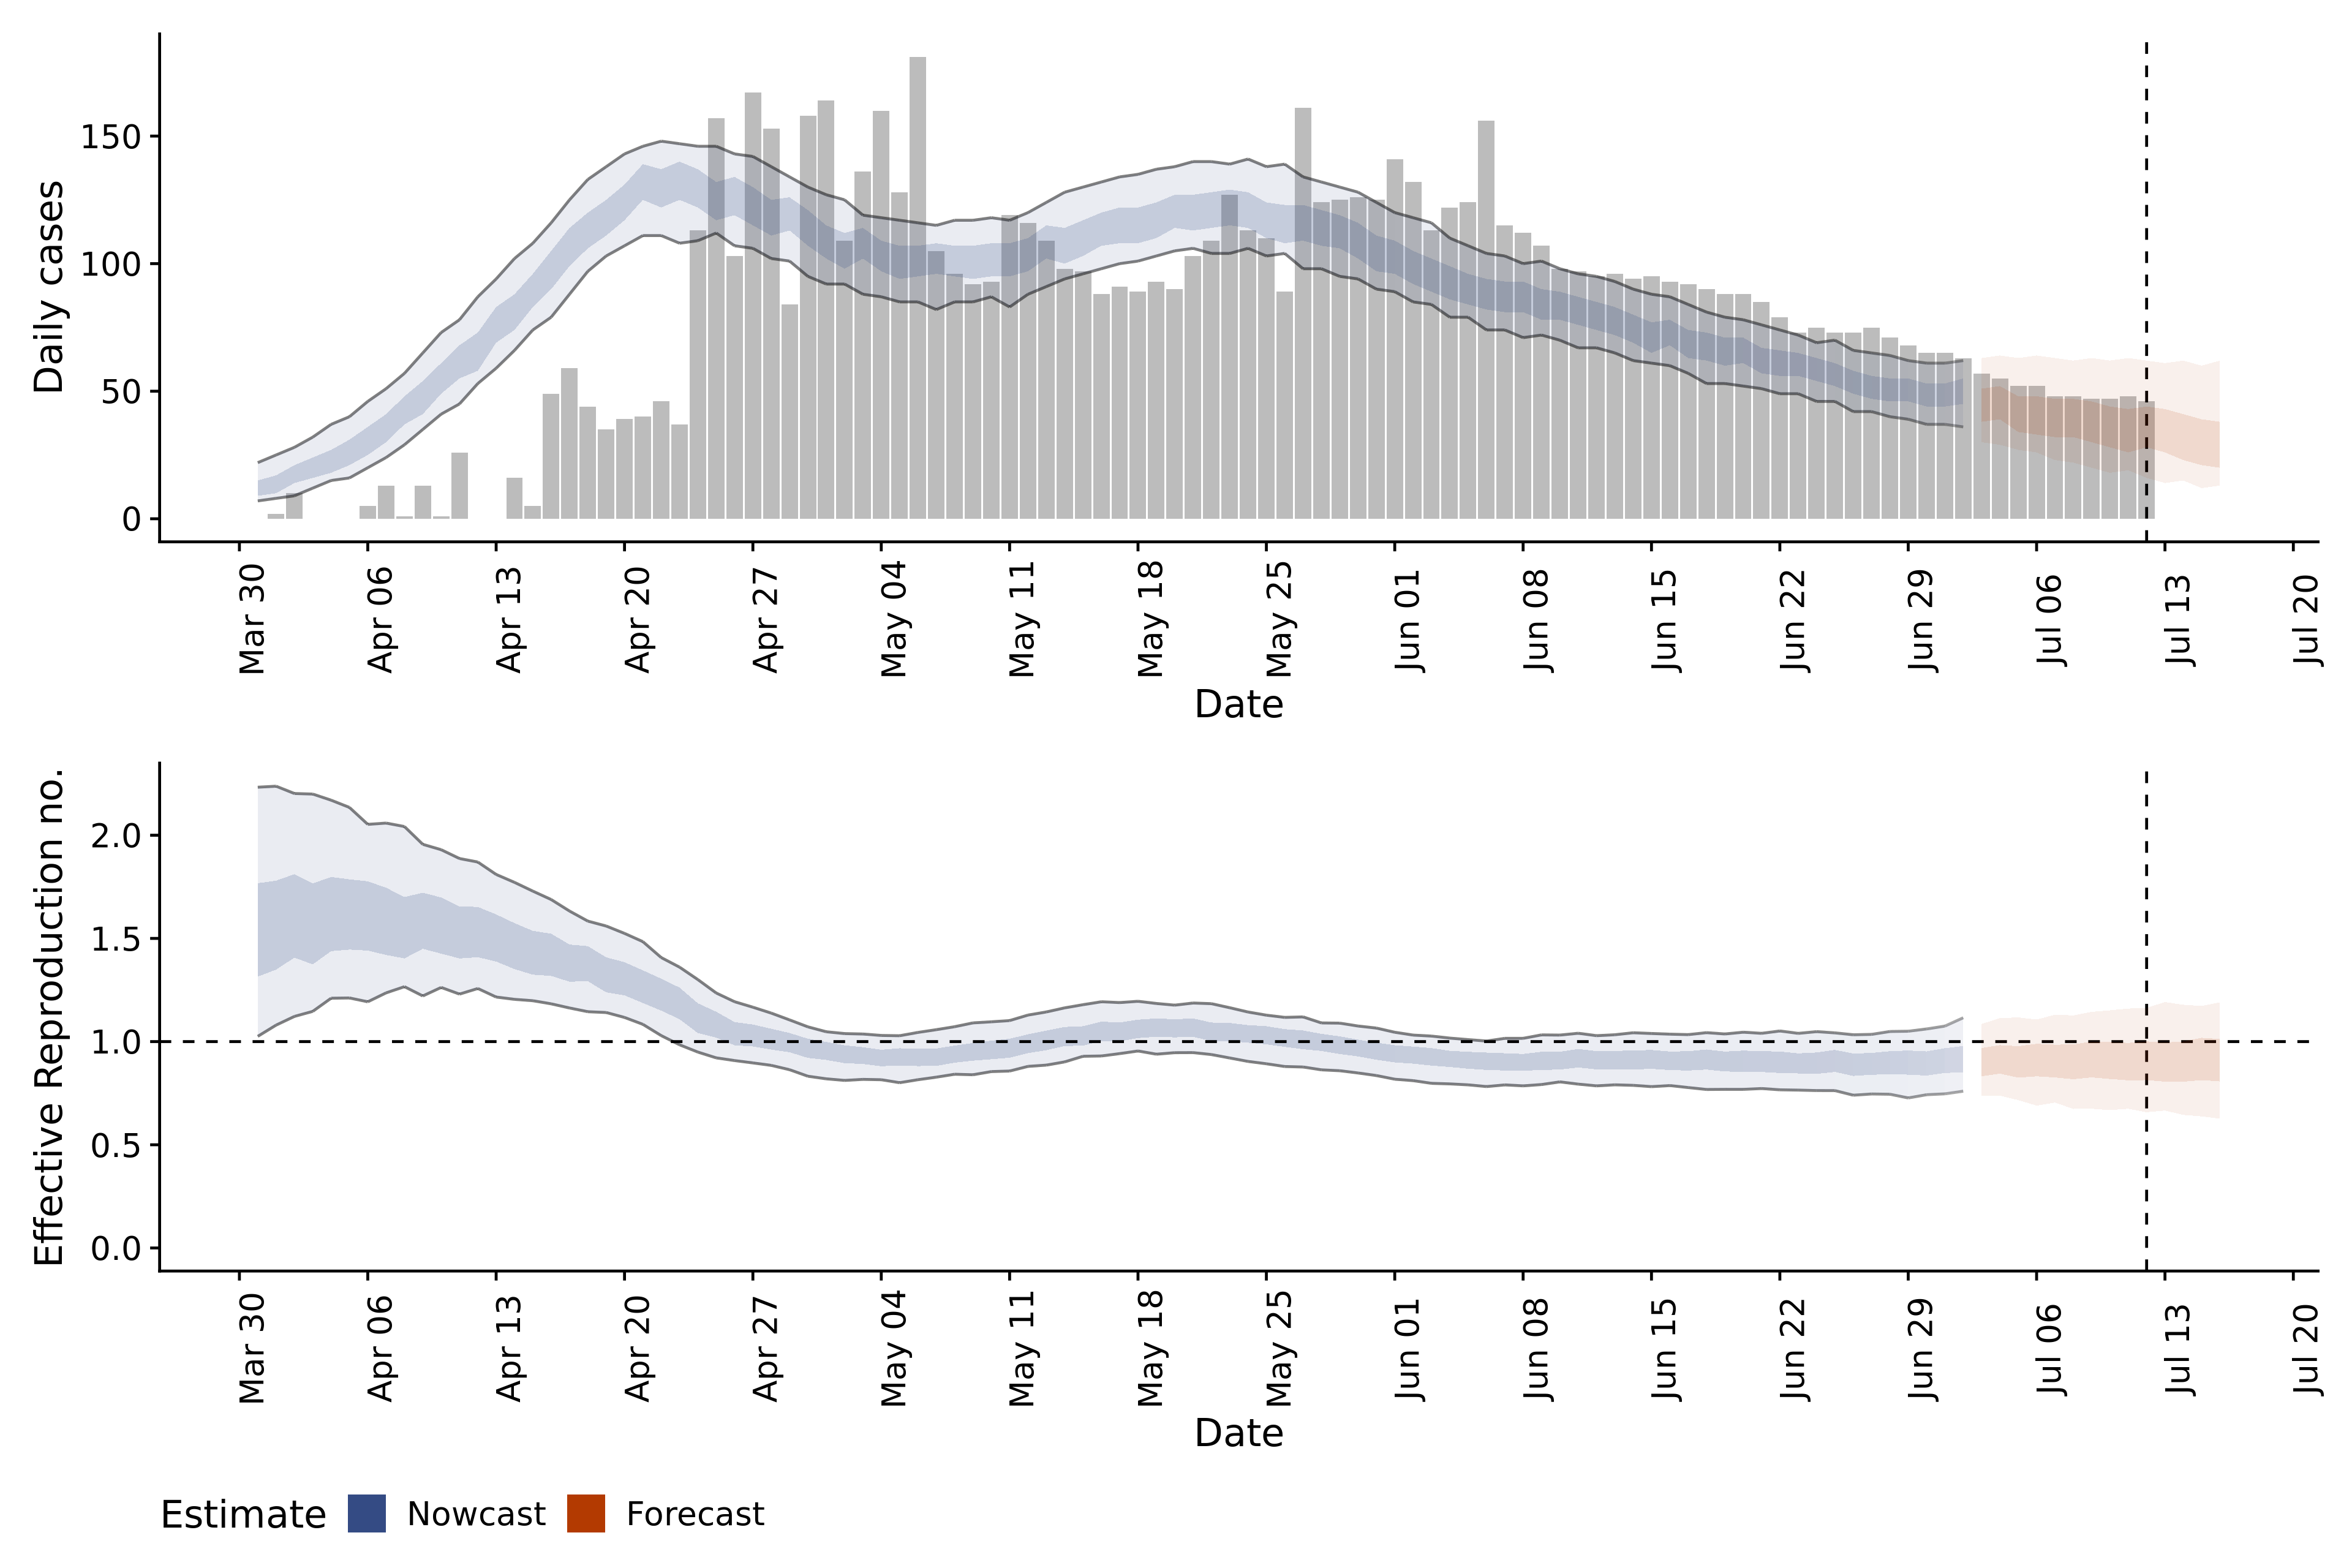 Daily cases
150
100
50
0
Mar 30
Apr 06
Apr 13
Apr 20
Apr 27
May 04
May 11
May 18
May 25
Jun 01
Jun 08
Jun 15
Jun 22
Jun 29
Jul 06
Jul 13
Jul 20
Date
Effective Reproduction no.
2.0
1.5
1.0
0.5
0.0
Mar 30
Apr 06
Apr 13
Apr 20
Apr 27
May 04
May 11
May 18
May 25
Jun 01
Jun 08
Jun 15
Jun 22
Jun 29
Jul 06
Jul 13
Jul 20
Date
Estimate Nowcast Forecast